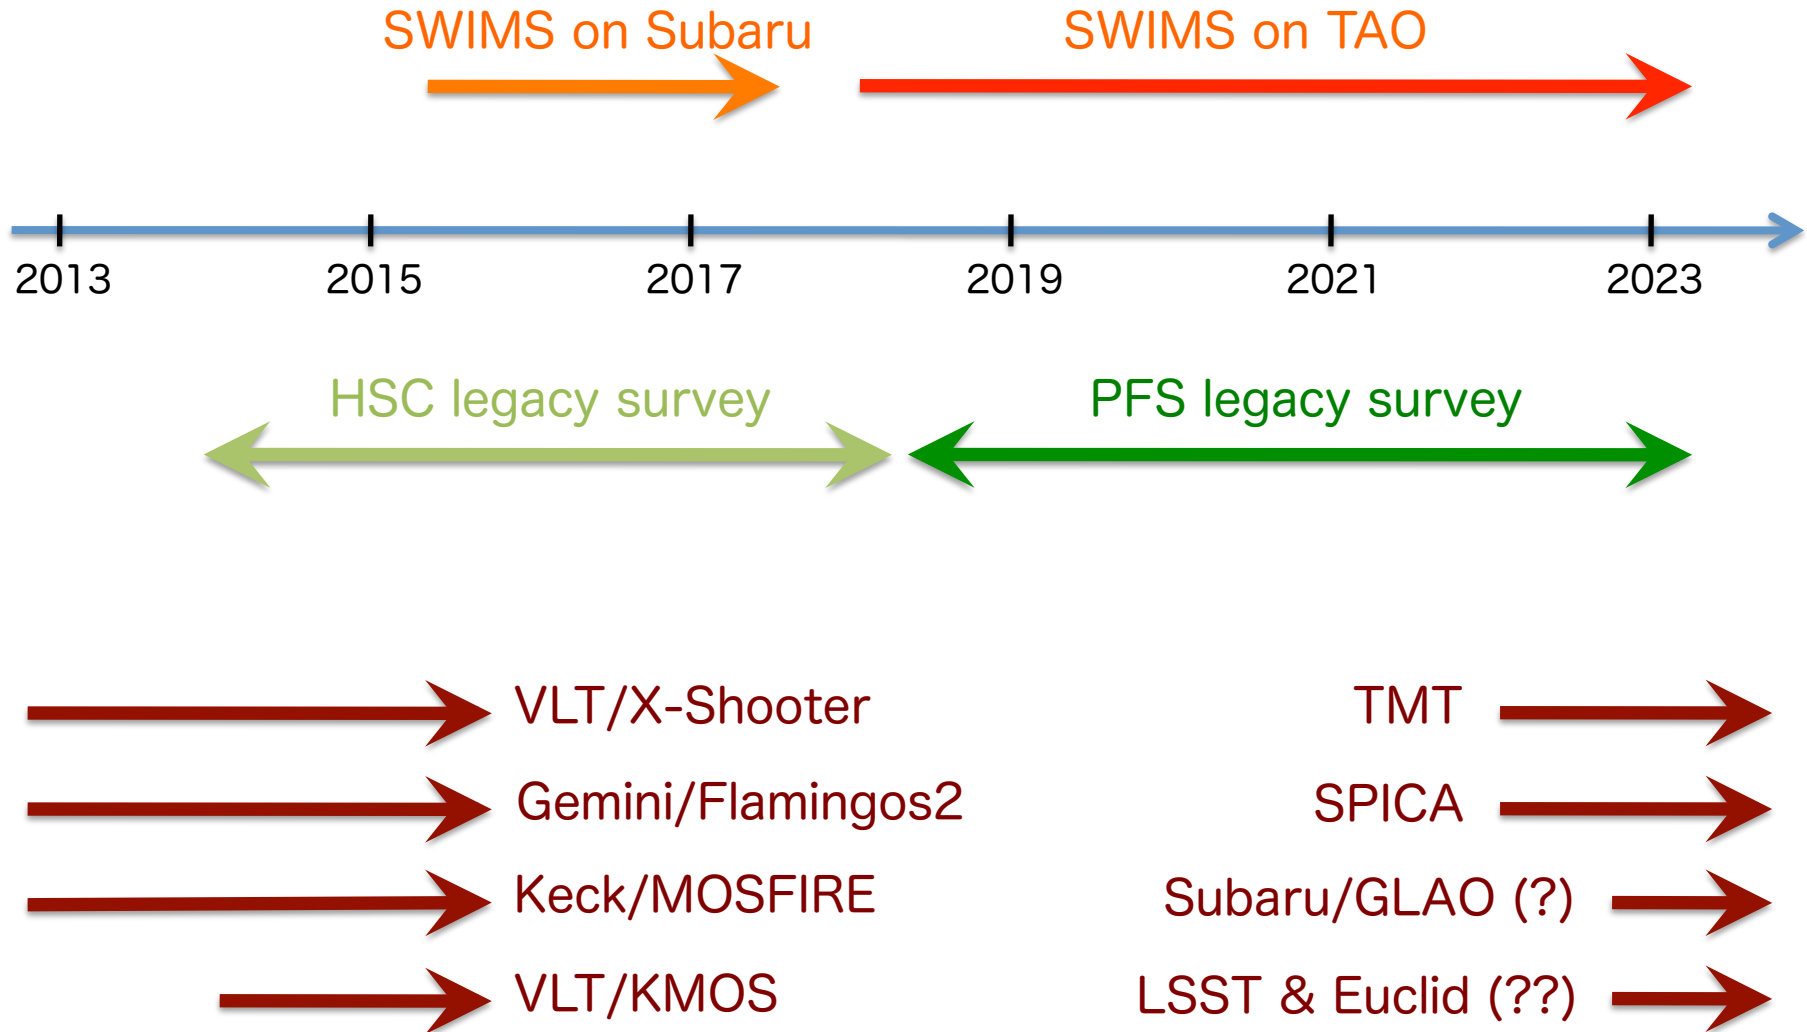 SWIMS on Subaru
SWIMS on TAO
2013 2015 2017 2019 2021 2023
HSC legacy survey
PFS legacy survey
VLT/X-Shooter
TMT
Gemini/Flamingos2
SPICA
Keck/MOSFIRE
Subaru/GLAO (?)
VLT/KMOS
LSST & Euclid (??)